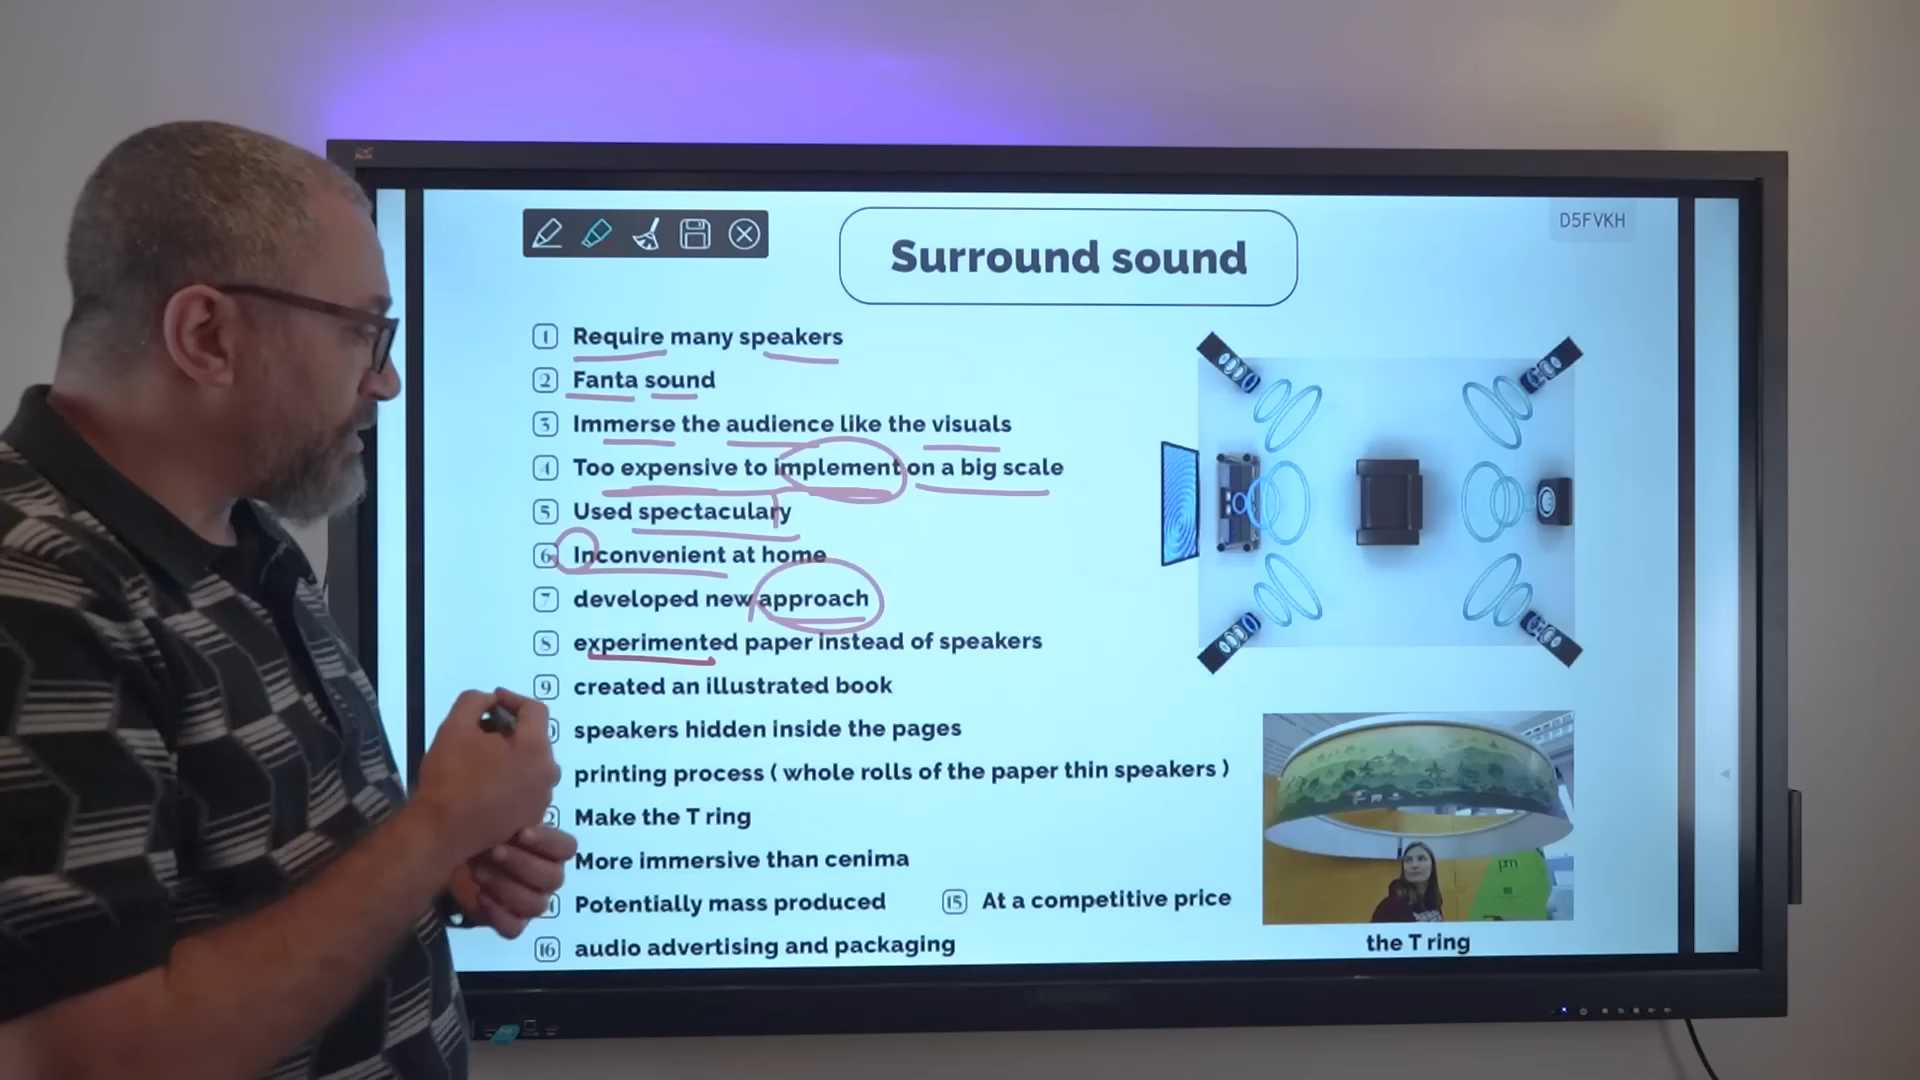 D5FVKH
Surround sound
1 Require many speakers
2 Fanta sound
3 Immerse the audience like the visuals
4 Too expensive to implement on a big scale
5 Used spectaculary
6 Inconvenient at home
7 developed new approach
8 experimented paper instead of speakers
9 created an illustrated book
speakers hidden inside the pages
printing process ( whole rolls of the paper thin speakers )
2 Make the T ring
More immersive than cenima
Potentially mass produced
15 At a competitive price
16 audio advertising and packaging
pm
the T ring